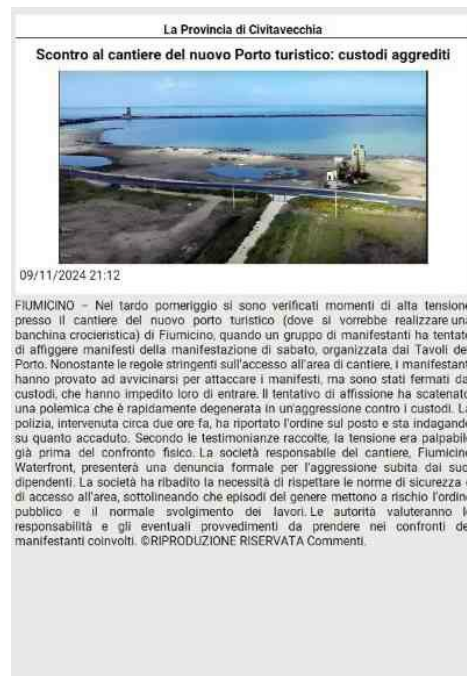 La Provincia di Civitavecchia
Scontro al cantiere del nuovo Porto turistico: custodi aggrediti
09/11/2024 21:12
FIUMICINO – Nel tardo pomeriggio si sono verificati momenti di alta tensione
presso il cantiere del nuovo porto turistico (dove si vorrebbe realizzare una
banchina crocieristica) di Fiumicino, quando un gruppo di manifestanti ha tentato
di affiggere manifesti della manifestazione di sabato, organizzata dai Tavoli del
Porto. Nonostante le regole stringenti sull'accesso all'area di cantiere, i manifestanti
hanno provato ad avvicinarsi per attaccare i manifesti, ma sono stati fermati dai
custodi, che hanno impedito loro di entrare. Il tentativo di affissione ha scatenato
una polemica che è rapidamente degenerata in un'aggressione contro i custodi. La
polizia, intervenuta circa due ore fa, ha riportato l'ordine sul posto e sta indagando
su quanto accaduto. Secondo le testimonianze raccolte, la tensione era palpabile
già prima del confronto fisico. La società responsabile del cantiere, Fiumicino
Waterfront, presenterà una denuncia formale per l'aggressione subita dai suoi
dipendenti. La società ha ribadito la necessità di rispettare le norme di sicurezza e
di accesso all'area, sottolineando che episodi del genere mettono a rischio l'ordine
pubblico e il normale svolgimento dei lavori. Le autorità valuteranno le
responsabilità e gli eventuali provvedimenti da prendere nei confronti dei
manifestanti coinvolti. ©RIPRODUZIONE RISERVATA Commenti.